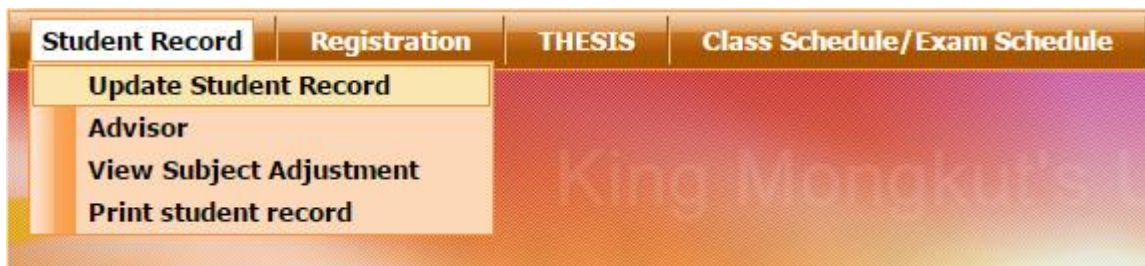 Student Record Registration THESIS Class Schedule/Exam Schedule
Update Student Record
Advisor
View Subject Adjustment
Print student record
King Mongkut's